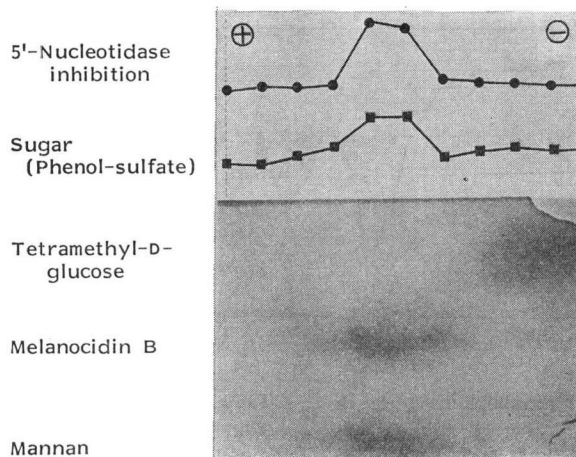 5'-Nucleotidase
inhibition
+
−
Sugar
(Phenol-sulfate)
Tetramethyl-D-
glucose
Melanocidin B
Mannan